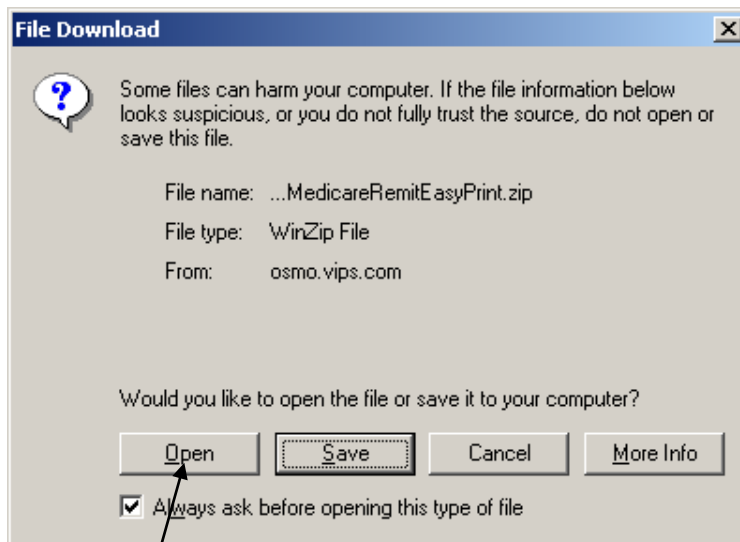 File Download
Some files can harm your computer. If the file information below
looks suspicious, or you do not fully trust the source, do not open or
save this file.
File name: ...MedicareRemitEasyPrint.zip
File type: WinZip File
From: osmo.vips.com
Would you like to open the file or save it to your computer?
Open Save Cancel More Info
Always ask before opening this type of file